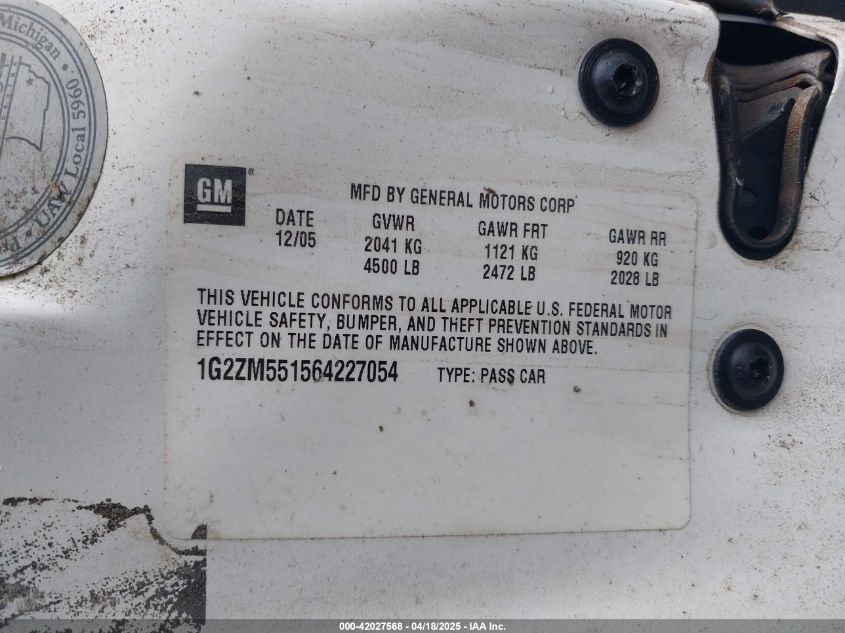 Michigan • UAW Local 5960 •
GM ®
MFD BY GENERAL MOTORS CORP
DATE GVWR GAWR FRT GAWR RR
12/05 2041 KG 1121 KG 920 KG
4500 LB 2472 LB 2028 LB
THIS VEHICLE CONFORMS TO ALL APPLICABLE U.S. FEDERAL MOTOR
VEHICLE SAFETY, BUMPER, AND THEFT PREVENTION STANDARDS IN
EFFECT ON THE DATE OF MANUFACTURE SHOWN ABOVE.
1G2ZM551564227054 TYPE: PASS CAR
000-42027568 - 04/18/2025 - IAA Inc.